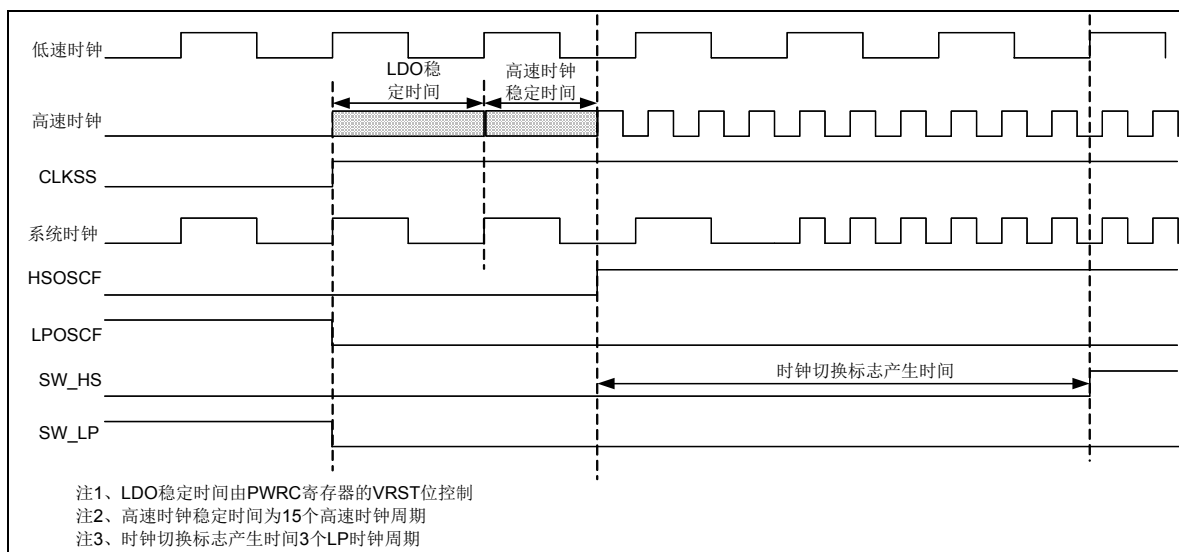 低速时钟
LDO稳
定时间
高速时钟
稳定时间
高速时钟
CLKSS
系统时钟
HSOSCF
LPOSCF
SW_HS
时钟切换标志产生时间
SW_LP
注1、LDO稳定时间由PWRC寄存器的VRST位控制
注2、高速时钟稳定时间为15个高速时钟周期
注3、时钟切换标志产生时间3个LP时钟周期